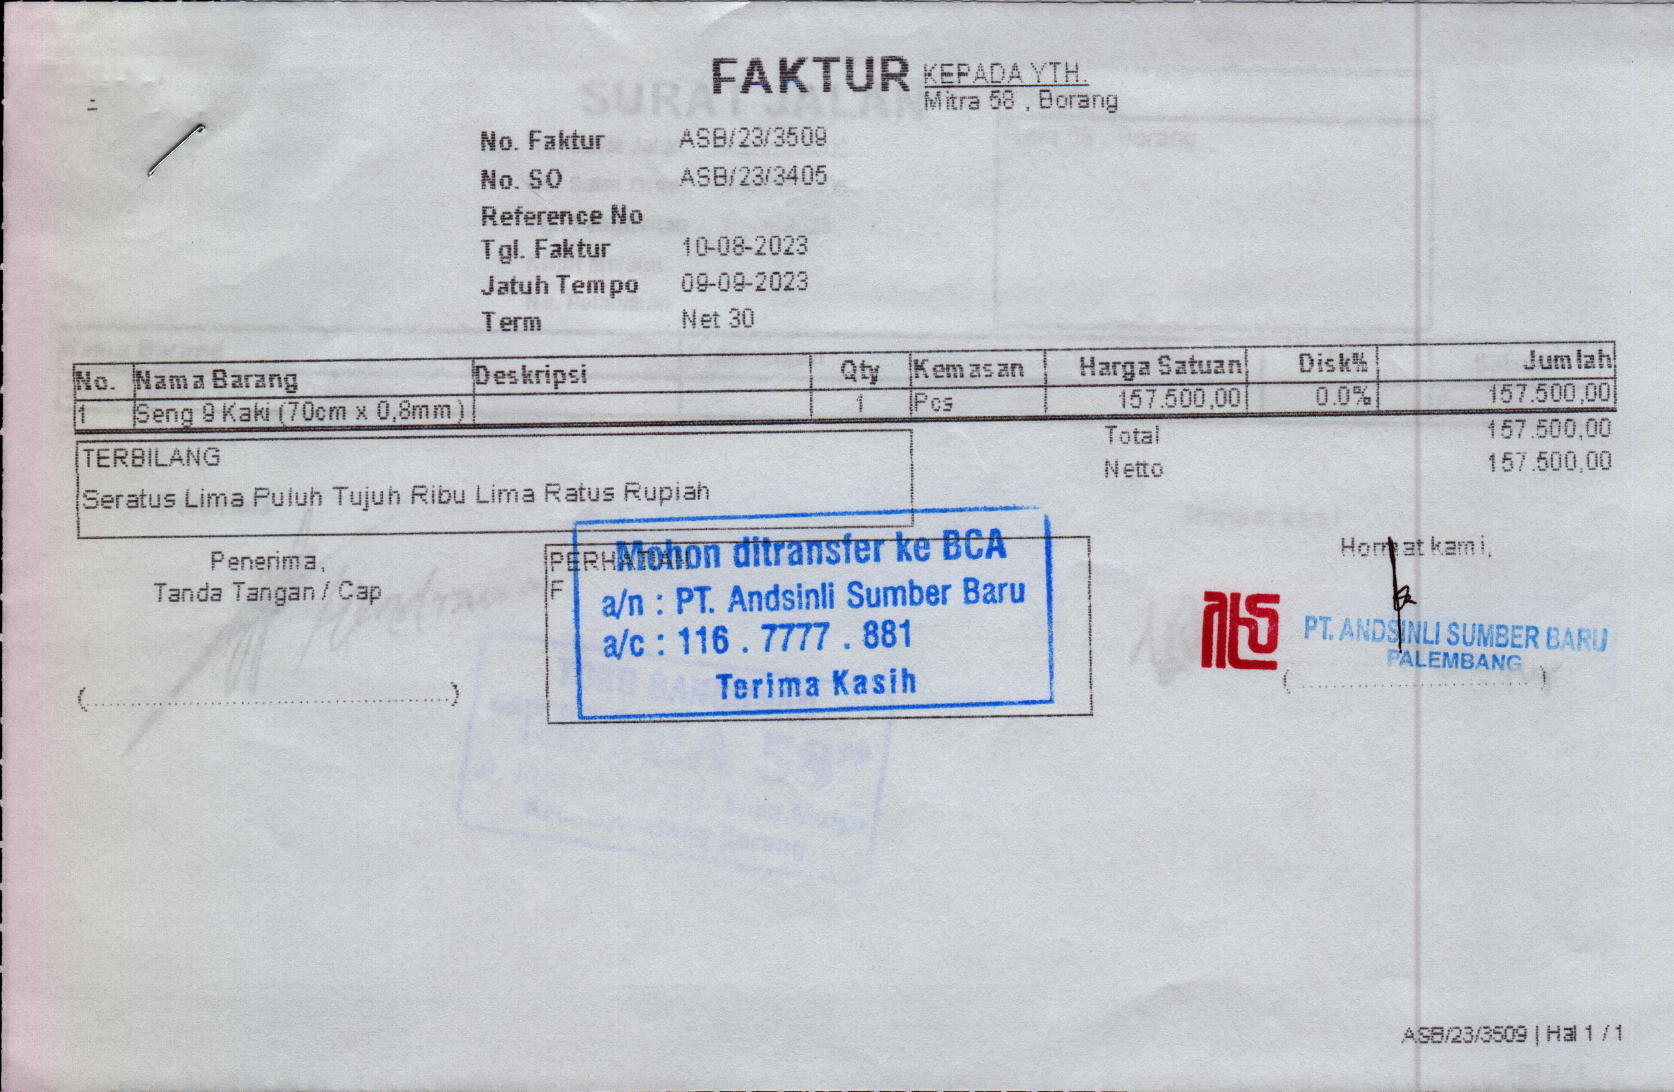 FAKTUR
KEPADA YTH.
Mitra 58 , Borang
SURAT JALAN
No. Faktur ASB/23/3509
No. SO ASB/23/3405
Reference No
Tgl. Faktur 10-08-2023
Jatuh Tempo 09-09-2023
Term Net 30
No. Nama Barang Deskripsi Qty Kemasan Harga Satuan Disk% Jumlah
1 Seng 9 Kaki (70cm x 0,8mm) 1 Pcs 157.500,00 0.0% 157.500,00
Total 157.500,00
Netto 157.500,00
TERBILANG
Seratus Lima Puluh Tujuh Ribu Lima Ratus Rupiah
Penerima,
Tanda Tangan / Cap
(........................................................)
PERHATIAN
F
Mohon ditransfer ke BCA
a/n : PT. Andsinli Sumber Baru
a/c : 116 . 7777 . 881
Terima Kasih
Hormat kami,
PT. ANDSINLI SUMBER BARU
PALEMBANG
(........................................)
ASB/23/3509 | Hal 1 / 1